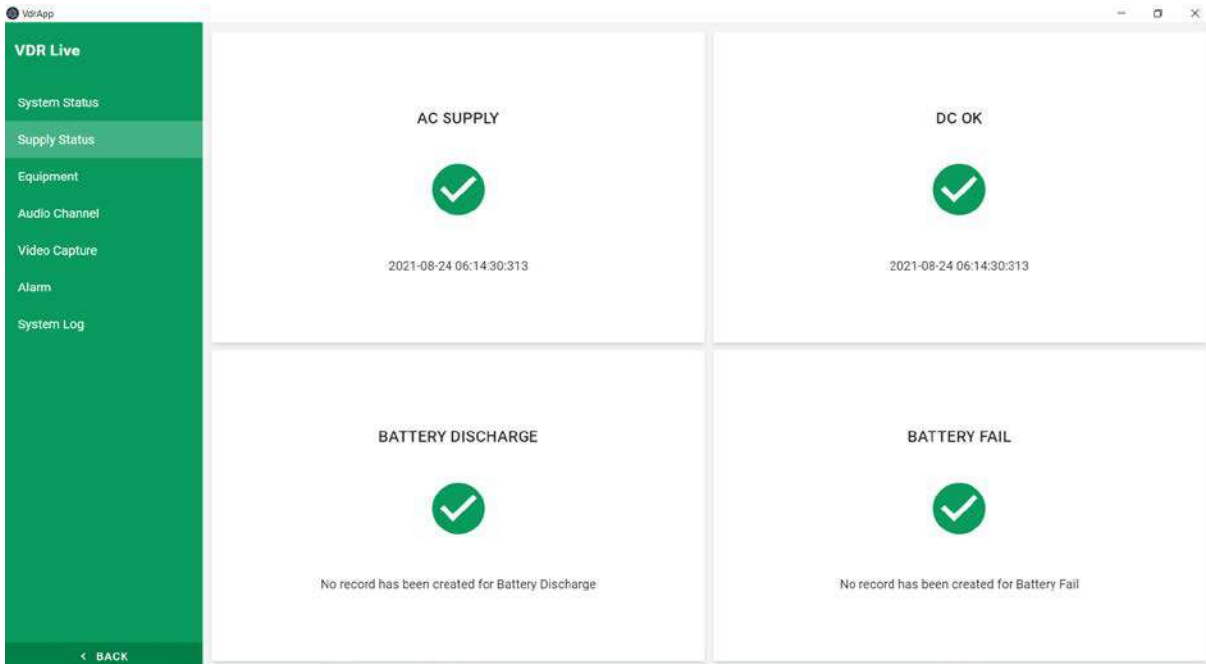 VdrApp
VDR Live
System Status
Supply Status
Equipment
Audio Channel
Video Capture
Alarm
System Log
< BACK
AC SUPPLY
2021-08-24 06:14:30:313
DC OK
2021-08-24 06:14:30:313
BATTERY DISCHARGE
No record has been created for Battery Discharge
BATTERY FAIL
No record has been created for Battery Fail